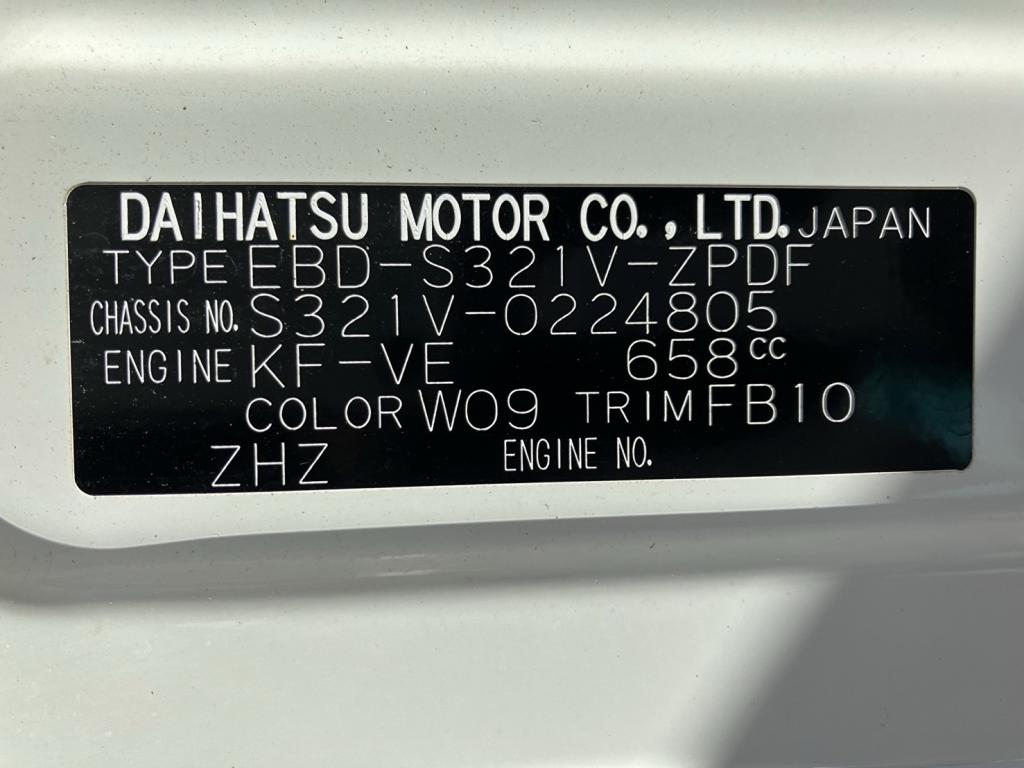 DAIHATSU MOTOR CO., LTD. JAPAN
TYPE EBD-S321V-ZPDF
CHASSIS NO. S321V-0224805
ENGINE KF-VE 658cc
COLOR W09 TRIM FB10
ZHZ ENGINE NO.